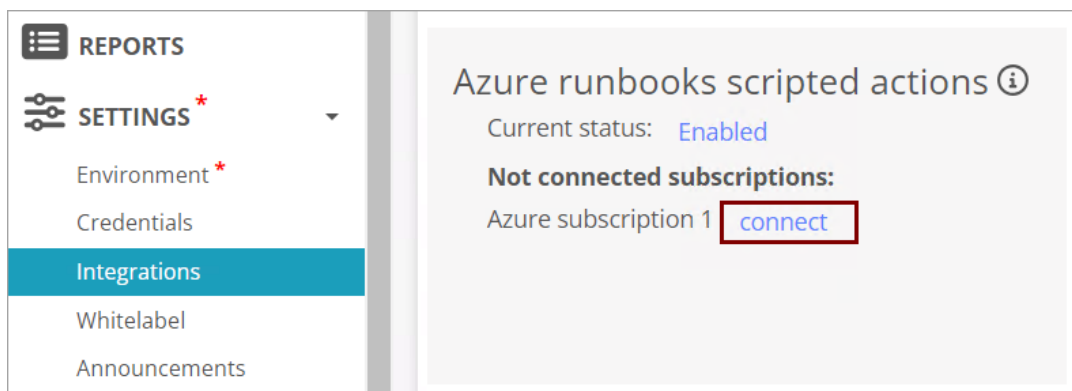 REPORTS
SETTINGS *
Environment *
Credentials
Integrations
Whitelabel
Announcements
Azure runbooks scripted actions
Current status: Enabled
Not connected subscriptions:
Azure subscription 1 connect